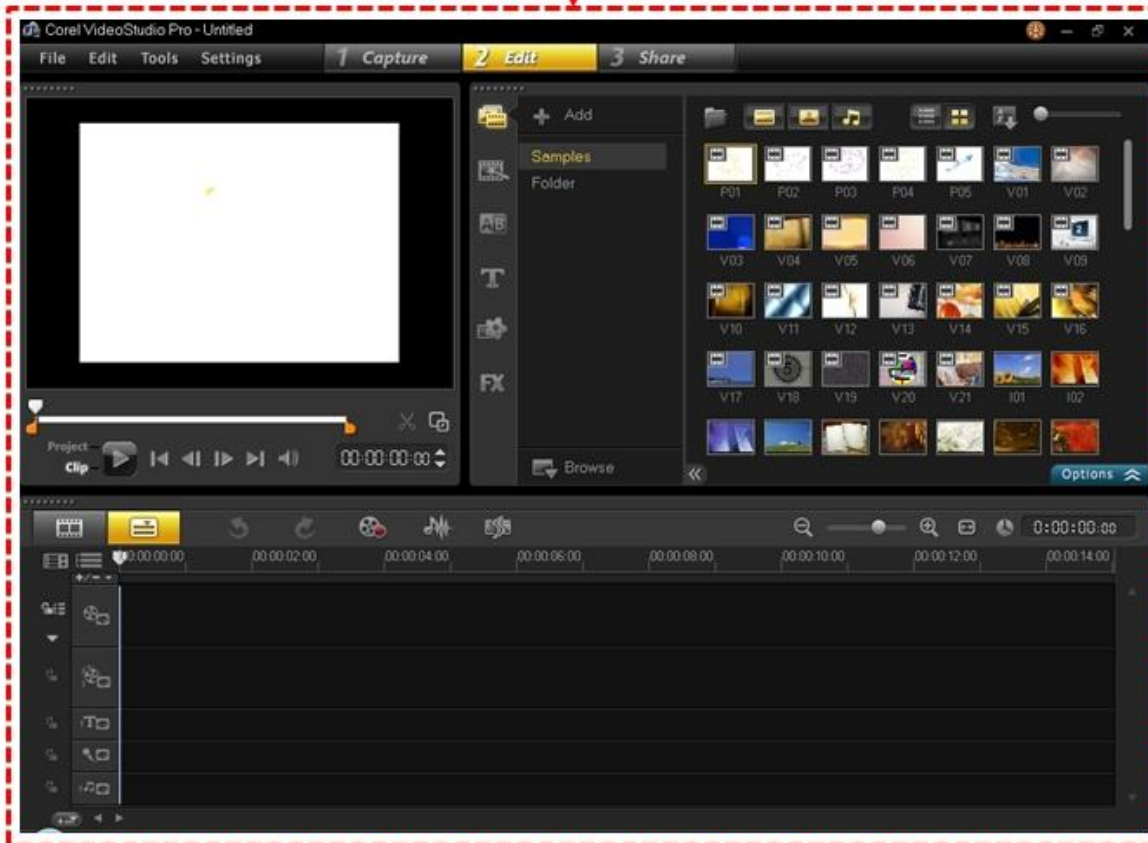 Corel VideoStudio Pro - Untitled
File Edit Tools Settings 1 Capture 2 Edit 3 Share
Add
Samples
Folder
Browse
P01 P02 P03 P04 P05 V01 V02
V03 V04 V05 V06 V07 V08 V09
V10 V11 V12 V13 V14 V15 V16
V17 V18 V19 V20 V21 I01 I02
Options
AB
T
FX
Project
Clip
00:00:00:00
0:00:00:00
00:00:00:00 00:00:02:00 00:00:04:00 00:00:06:00 00:00:08:00 00:00:10:00 00:00:12:00 00:00:14:00